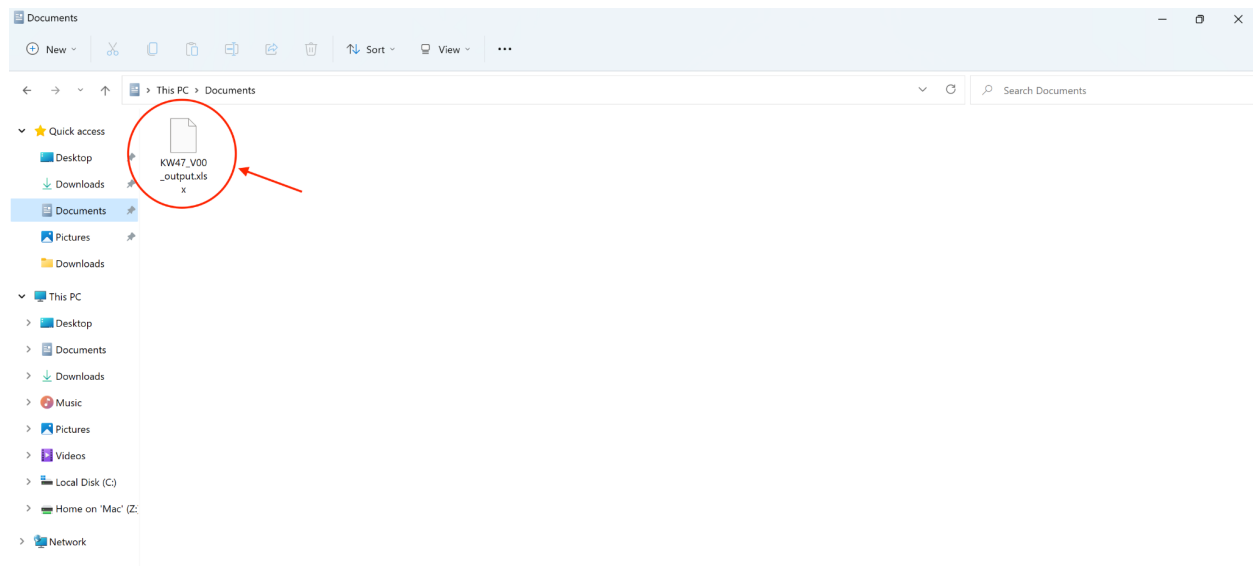 Documents
New
Sort
View
This PC > Documents
Search Documents
Quick access
Desktop
Downloads
Documents
Pictures
Downloads
This PC
Desktop
Documents
Downloads
Music
Pictures
Videos
Local Disk (C:)
Home on 'Mac' (Z:
Network
KW47_V00
_output.xls
x